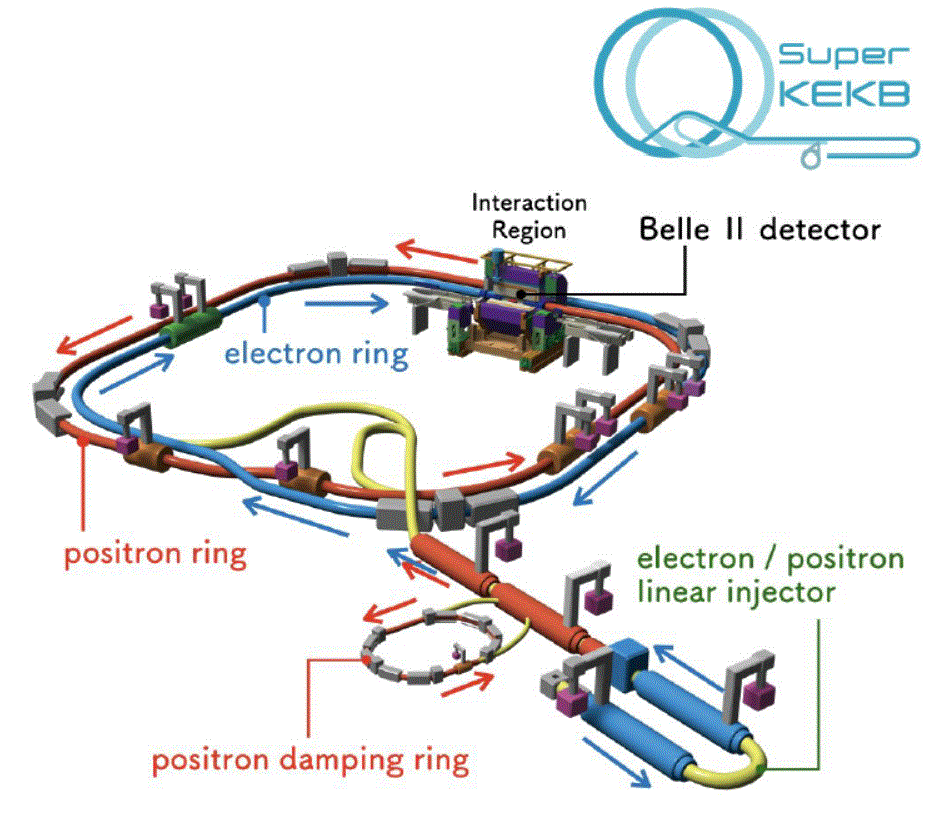 Super
KEKB
Interaction
Region
Belle II detector
electron ring
positron ring
electron / positron
linear injector
positron damping ring